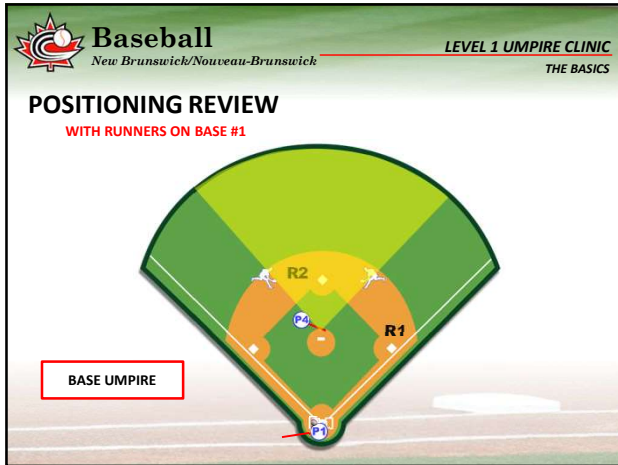 Baseball
New Brunswick/Nouveau-Brunswick
LEVEL 1 UMPIRE CLINIC
THE BASICS
POSITIONING REVIEW
WITH RUNNERS ON BASE #1
R2
P4
R1
BASE UMPIRE
P1